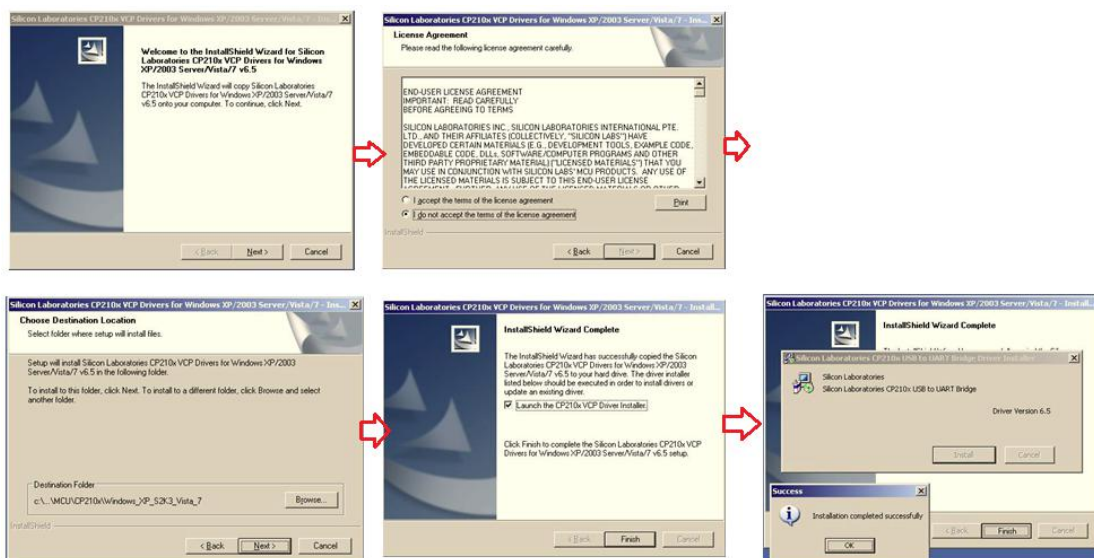 Silicon Laboratories CP210x VCP Drivers for Windows XP/2003 Server/Vista/7 - Ins...
Welcome to the InstallShield Wizard for Silicon
Laboratories CP210x VCP Drivers for Windows
XP/2003 Server/Vista/7 v6.5
The InstallShield Wizard will copy Silicon Laboratories
CP210x VCP Drivers for Windows XP/2003 Server/Vista/7
v6.5 onto your computer. To continue, click Next.
< Back
Next >
Cancel
Silicon Laboratories CP210x VCP Drivers for Windows XP/2003 Server/Vista/7 - Ins...
License Agreement
Please read the following license agreement carefully.
END-USER LICENSE AGREEMENT
IMPORTANT: READ CAREFULLY
BEFORE AGREEING TO TERMS
SILICON LABORATORIES INC., SILICON LABORATORIES INTERNATIONAL PTE.
LTD., AND THEIR AFFILIATES (COLLECTIVELY, "SILICON LABS") HAVE
DEVELOPED CERTAIN MATERIALS (E.G., DEVELOPMENT TOOLS, EXAMPLE CODE,
EMBEDDABLE CODE, DLLs, SOFTWARE/COMPUTER PROGRAMS AND OTHER
THIRD PARTY PROPRIETARY MATERIAL) ("LICENSED MATERIALS") THAT YOU
MAY USE IN CONJUNCTION WITH SILICON LABS' MCU PRODUCTS. ANY USE OF
THE LICENSED MATERIALS IS SUBJECT TO THIS END-USER LICENSE
I accept the terms of the license agreement
I do not accept the terms of the license agreement
Print
InstallShield
< Back
Next >
Cancel
Silicon Laboratories CP210x VCP Drivers for Windows XP/2003 Server/Vista/7 - Ins...
Choose Destination Location
Select folder where setup will install files.
Setup will install Silicon Laboratories CP210x VCP Drivers for Windows XP/2003
Server/Vista/7 v6.5 in the following folder.
To install to this folder, click Next. To install to a different folder, click Browse and select
another folder.
Destination Folder
c:\...\MCU\CP210x\Windows_XP_S2K3_Vista_7
Browse...
InstallShield
< Back
Next >
Cancel
Silicon Laboratories CP210x VCP Drivers for Windows XP/2003 Server/Vista/7 - Install...
InstallShield Wizard Complete
The InstallShield Wizard has successfully copied the Silicon
Laboratories CP210x VCP Drivers for Windows XP/2003
Server/Vista/7 v6.5 to your hard drive. The driver installer
listed below should be executed in order to install drivers or
update an existing driver.
Launch the CP210x VCP Driver Installer.
Click Finish to complete the Silicon Laboratories CP210x VCP
Drivers for Windows XP/2003 Server/Vista/7 v6.5 setup.
< Back
Finish
Cancel
Silicon Laboratories CP210x VCP Drivers for Windows XP/2003 Server/Vista/7 - Install...
InstallShield Wizard Complete
Silicon Laboratories CP210x USB to UART Bridge Driver Installer
Silicon Laboratories
Silicon Laboratories CP210x USB to UART Bridge
Driver Version 6.5
Install
Cancel
Success
Installation completed successfully
OK
< Back
Finish
Cancel